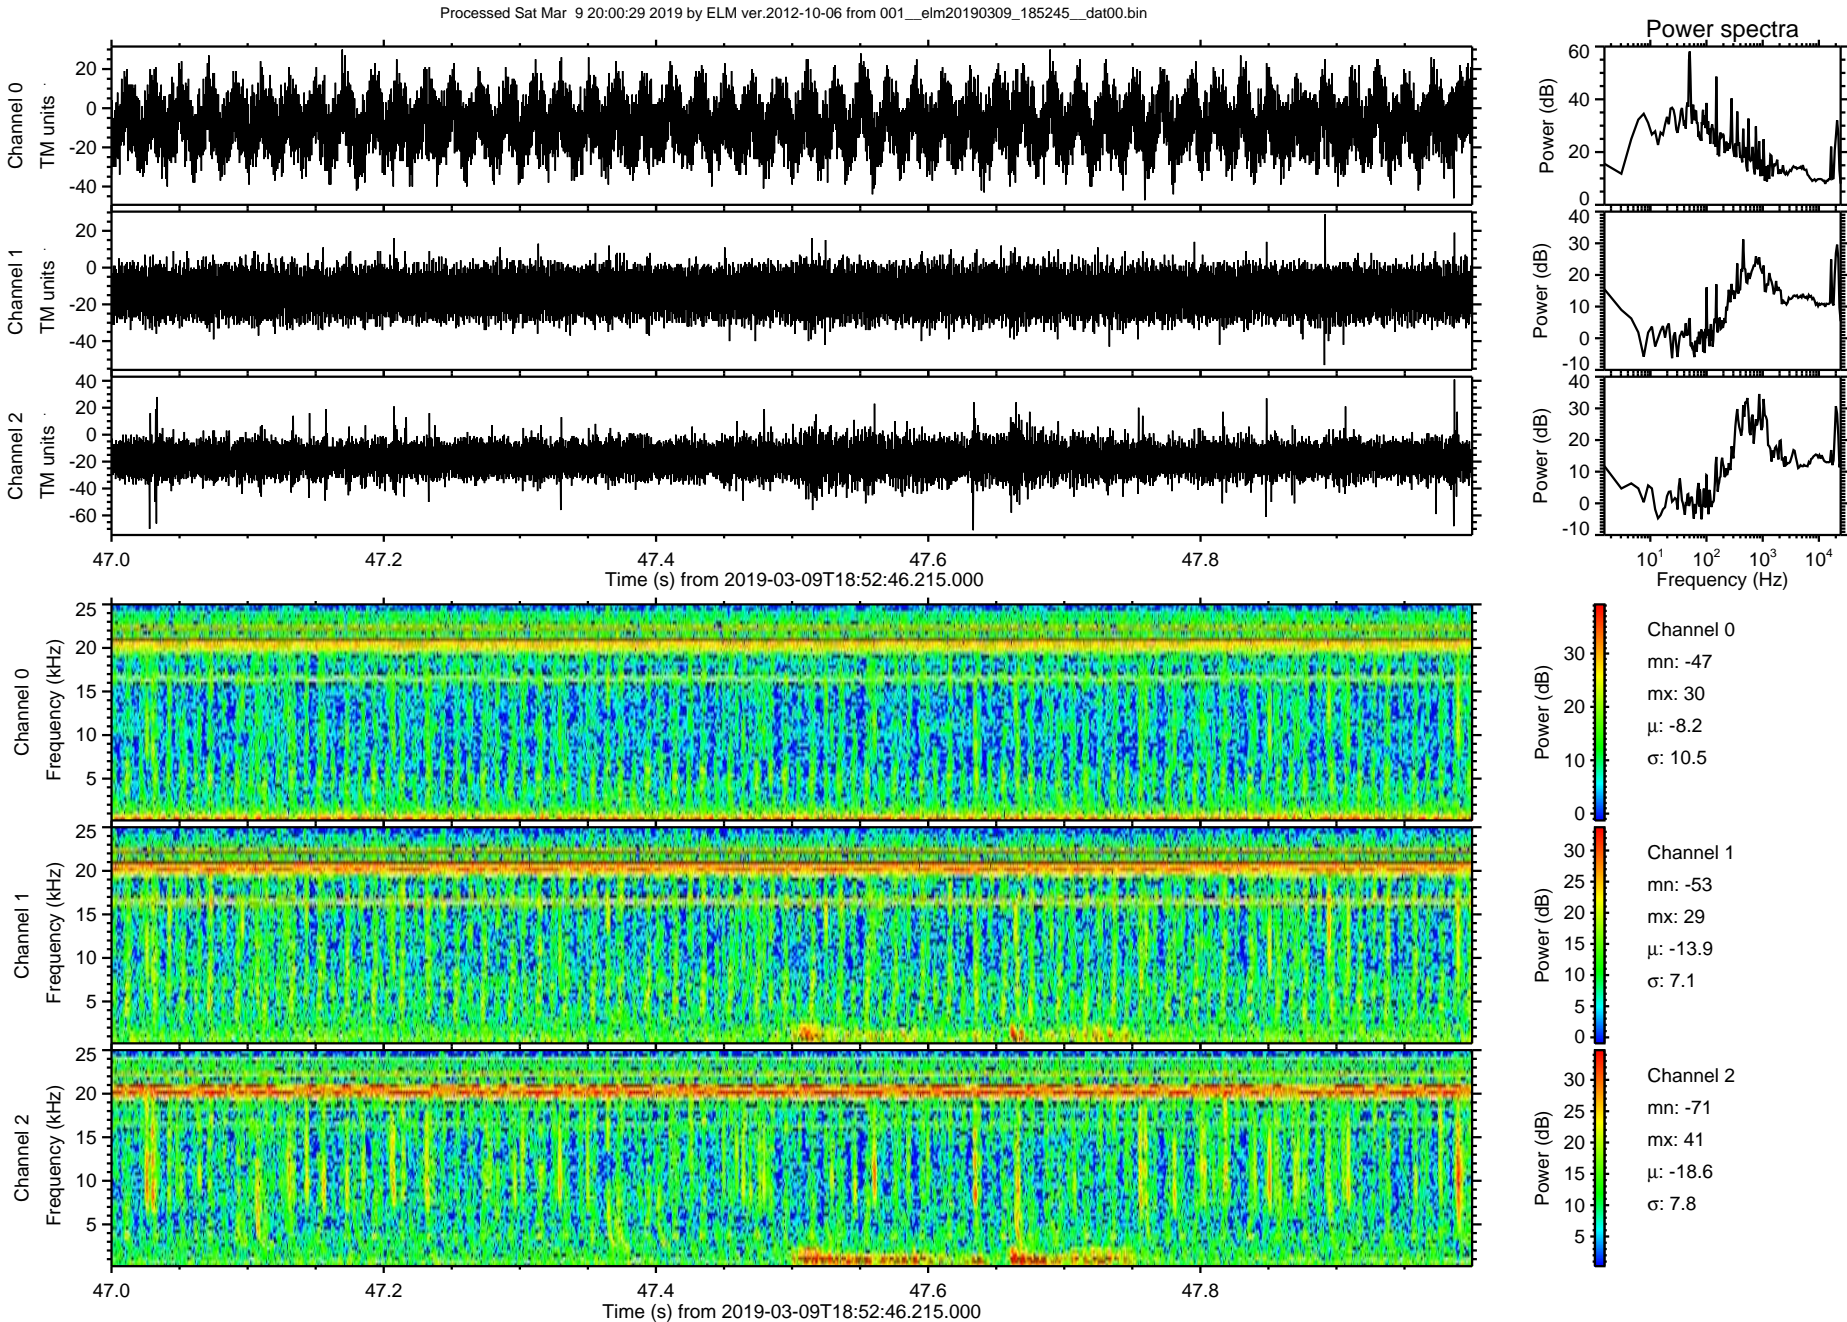 Processed Sat Mar  9 20:00:29 2019 by ELM ver.2012-10-06 from 001__elm20190309_185245__dat00.bin
Power spectra
Channel 0
TM units
20
0
-20
-40
Power (dB)
60
40
20
0
Channel 1
TM units
20
0
-20
-40
Power (dB)
40
30
20
10
0
-10
Channel 2
TM units
40
20
0
-20
-40
-60
Power (dB)
40
30
20
10
0
-10
47.0 47.2 47.4 47.6 47.8
Time (s) from 2019-03-09T18:52:46.215.000
10^1 10^2 10^3 10^4
Frequency (Hz)
Channel 0
Frequency (kHz)
25
20
15
10
5
Power (dB)
30
20
10
0
Channel 0
mn: -47
mx: 30
μ: -8.2
σ: 10.5
Channel 1
Frequency (kHz)
25
20
15
10
5
Power (dB)
30
25
20
15
10
5
0
Channel 1
mn: -53
mx: 29
μ: -13.9
σ: 7.1
Channel 2
Frequency (kHz)
25
20
15
10
5
Power (dB)
30
25
20
15
10
5
Channel 2
mn: -71
mx: 41
μ: -18.6
σ: 7.8
47.0 47.2 47.4 47.6 47.8
Time (s) from 2019-03-09T18:52:46.215.000